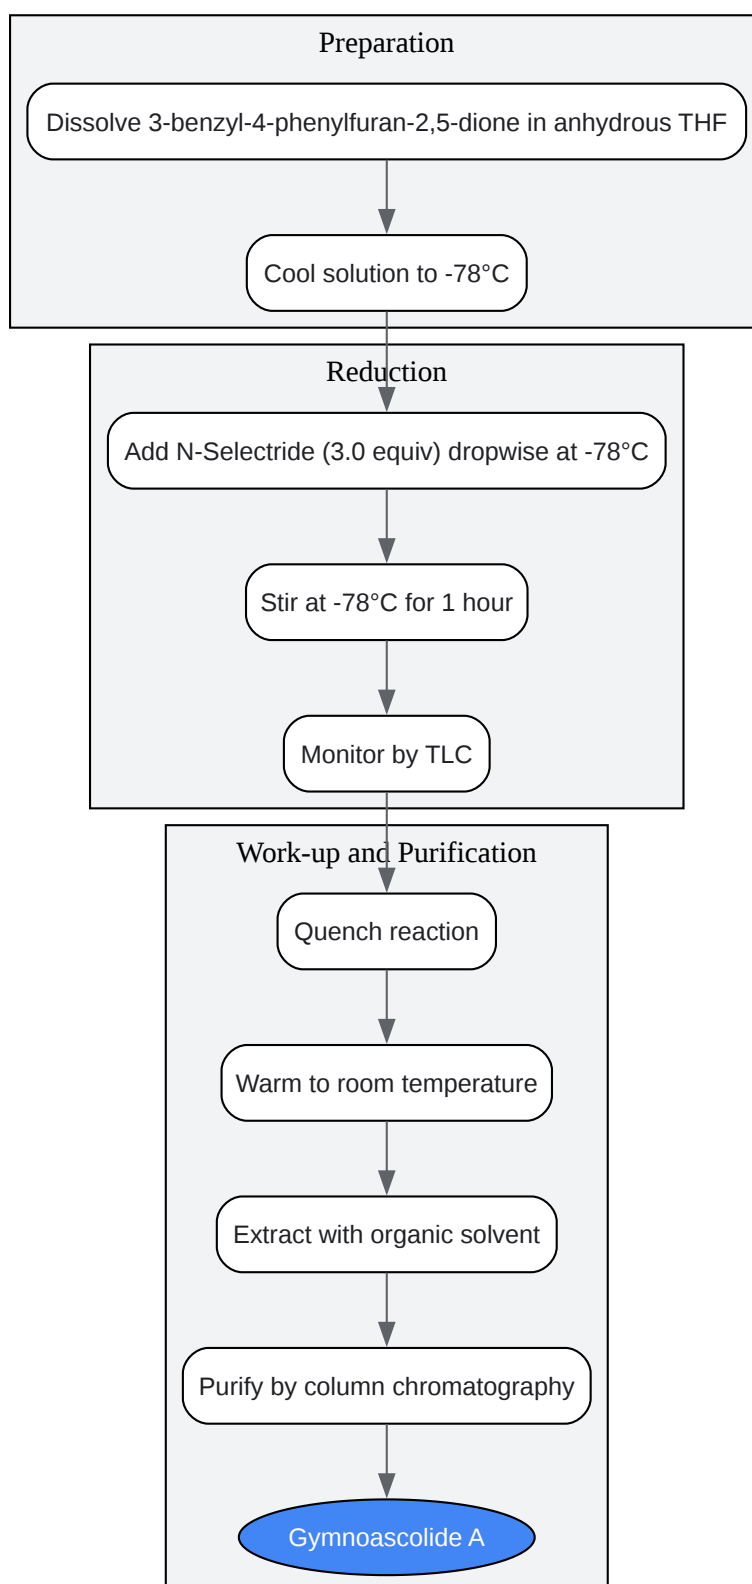 Preparation
Dissolve 3-benzyl-4-phenylfuran-2,5-dione in anhydrous THF
Cool solution to -78°C
Reduction
Add N-Selectride (3.0 equiv) dropwise at -78°C
Stir at -78°C for 1 hour
Monitor by TLC
Work-up and Purification
Quench reaction
Warm to room temperature
Extract with organic solvent
Purify by column chromatography
Gymnoascolide A